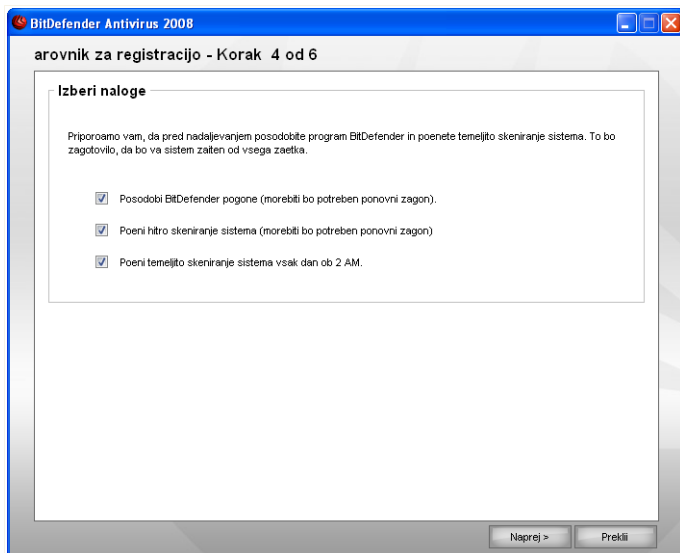 BitDefender Antivirus 2008
arovnik za registracijo - Korak 4 od 6
Izberi naloge
Priporoamo vam, da pred nadaljevanjem posodobite program BitDefender in poenete temeljito skeniranje sistema. To bo
zagotovilo, da bo va sistem zaiten od vsega zaetka.
Posodobi BitDefender pogone (morebiti bo potreben ponovni zagon).
Poeni hitro skeniranje sistema (morebiti bo potreben ponovni zagon)
Poeni temeljito skeniranje sistema vsak dan ob 2 AM.
Naprej >
Preklii